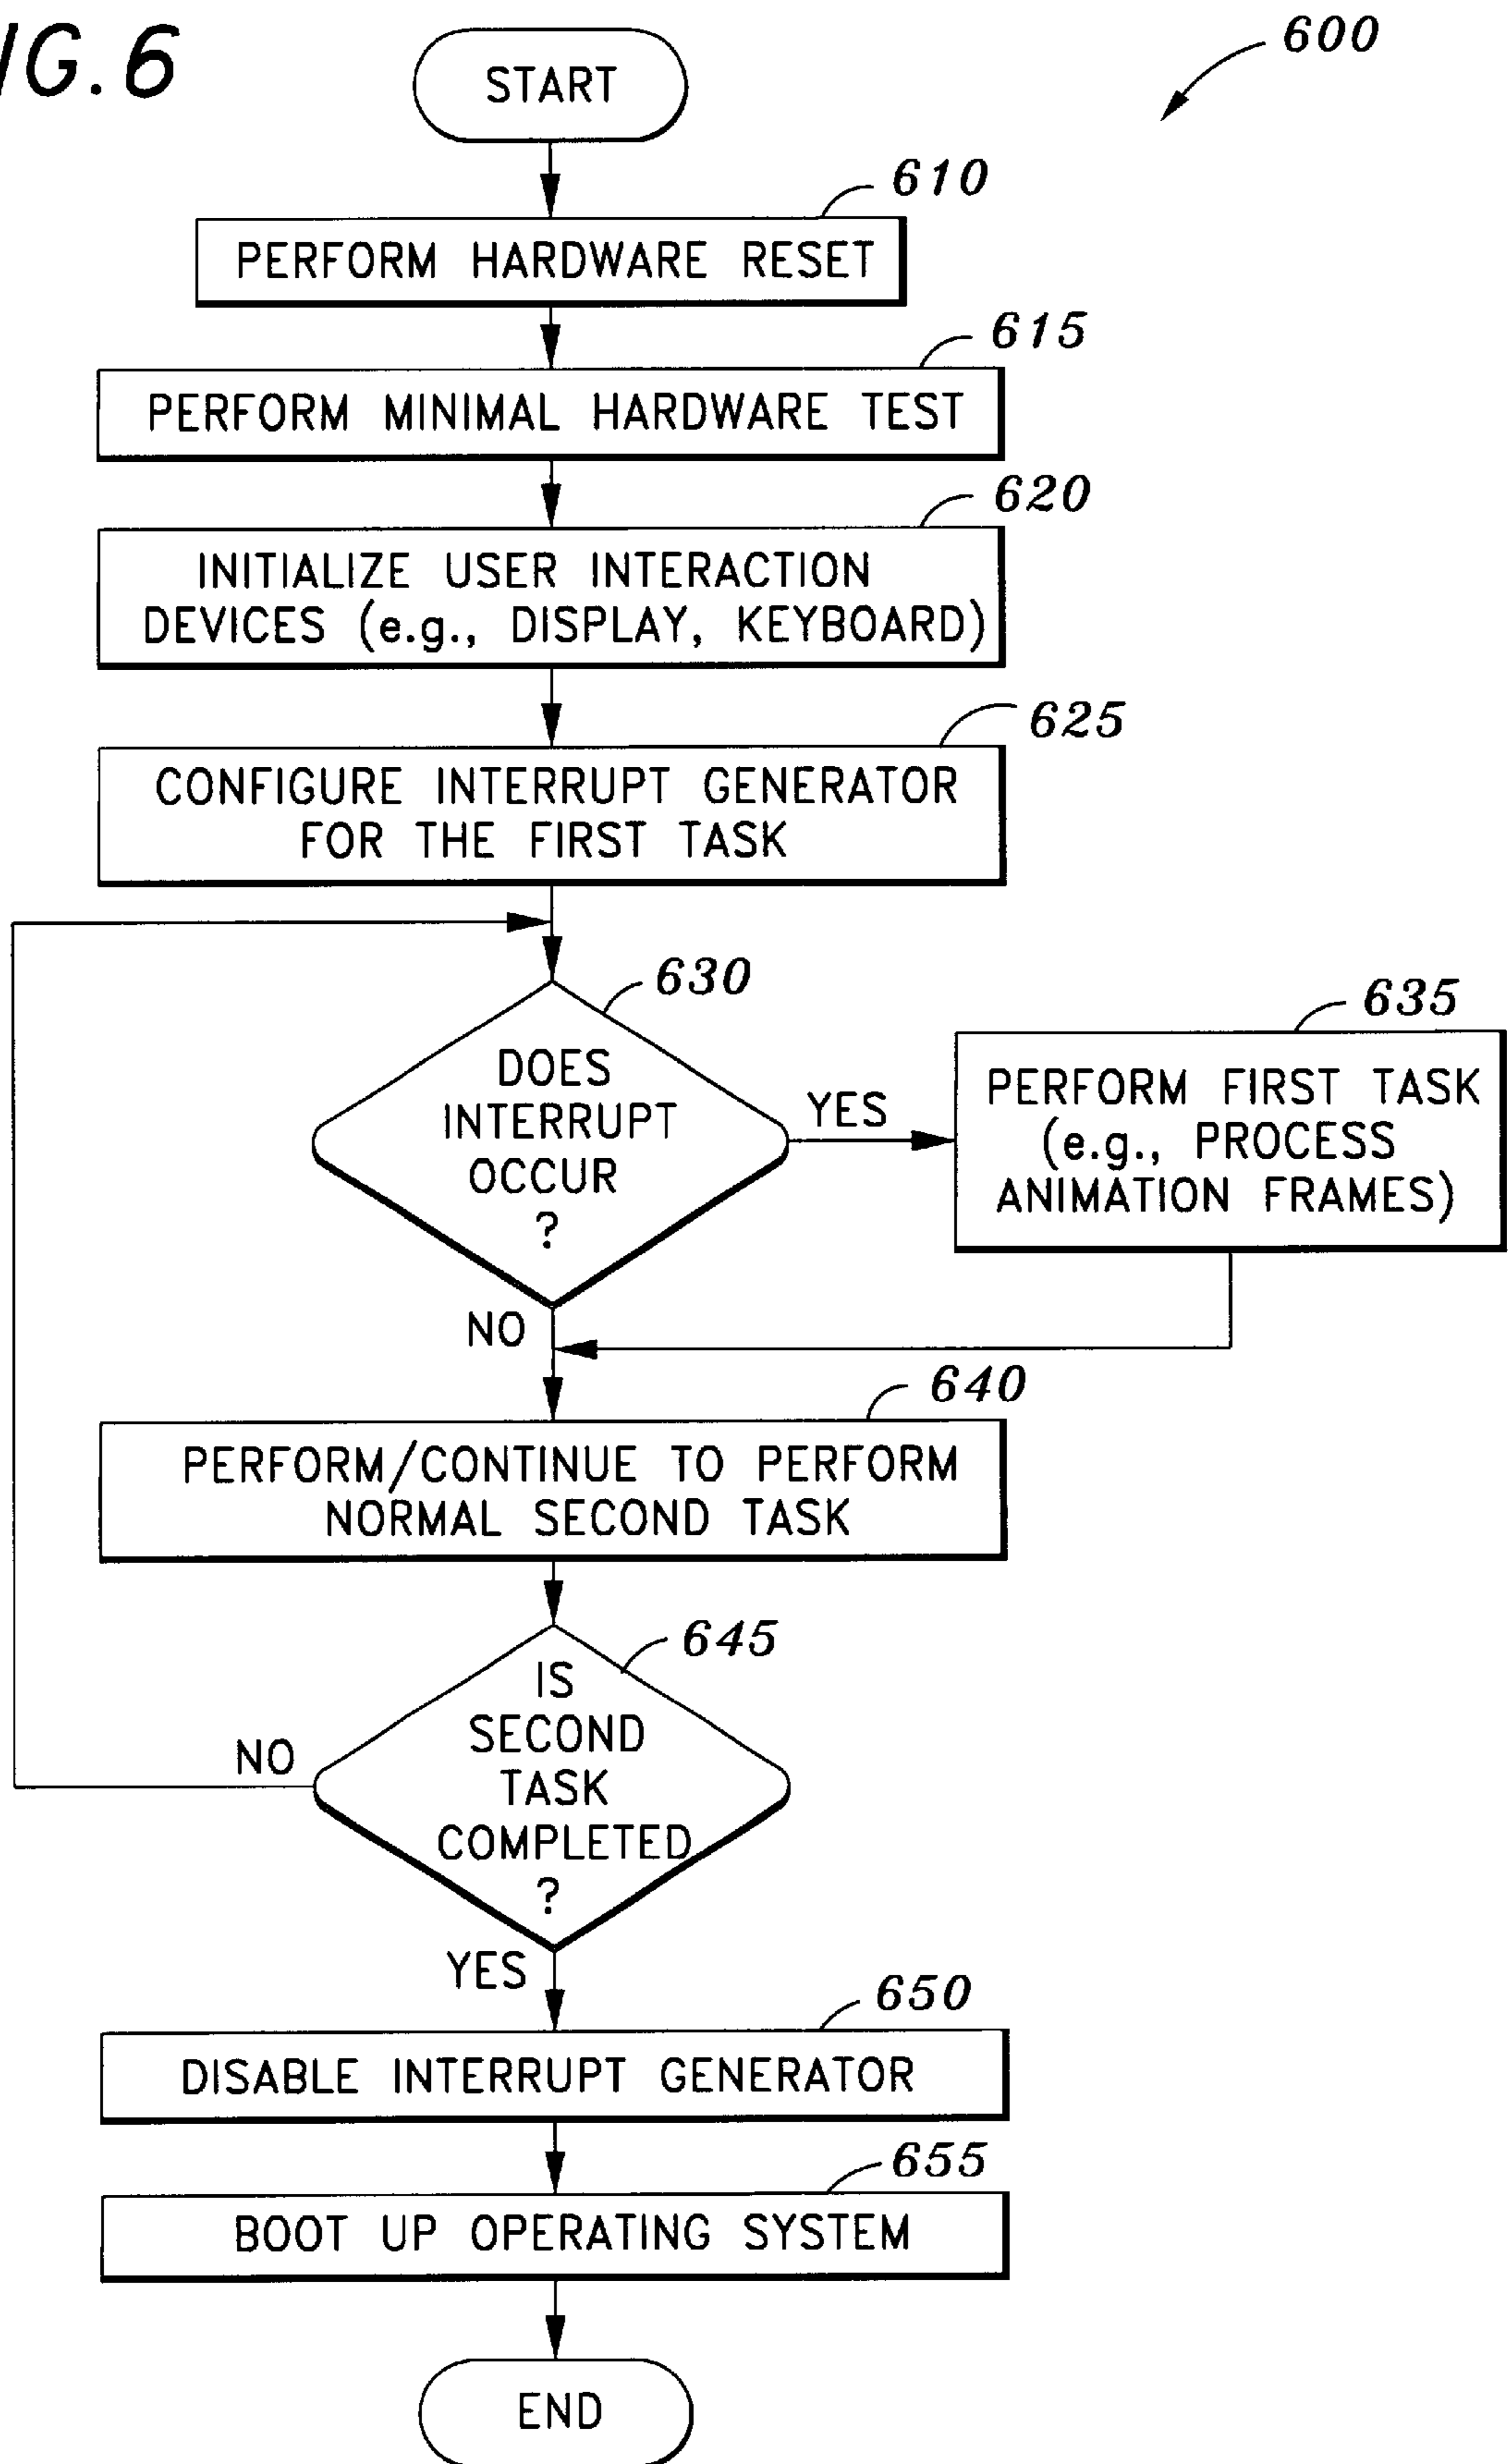 IG. 6
600
START
610
PERFORM HARDWARE RESET
615
PERFORM MINIMAL HARDWARE TEST
620
INITIALIZE USER INTERACTION
DEVICES (e.g., DISPLAY, KEYBOARD)
625
CONFIGURE INTERRUPT GENERATOR
FOR THE FIRST TASK
630
DOES
INTERRUPT
OCCUR
?
YES
635
PERFORM FIRST TASK
(e.g., PROCESS
ANIMATION FRAMES)
NO
640
PERFORM/CONTINUE TO PERFORM
NORMAL SECOND TASK
645
IS
SECOND
TASK
COMPLETED
?
NO
YES
650
DISABLE INTERRUPT GENERATOR
655
BOOT UP OPERATING SYSTEM
END